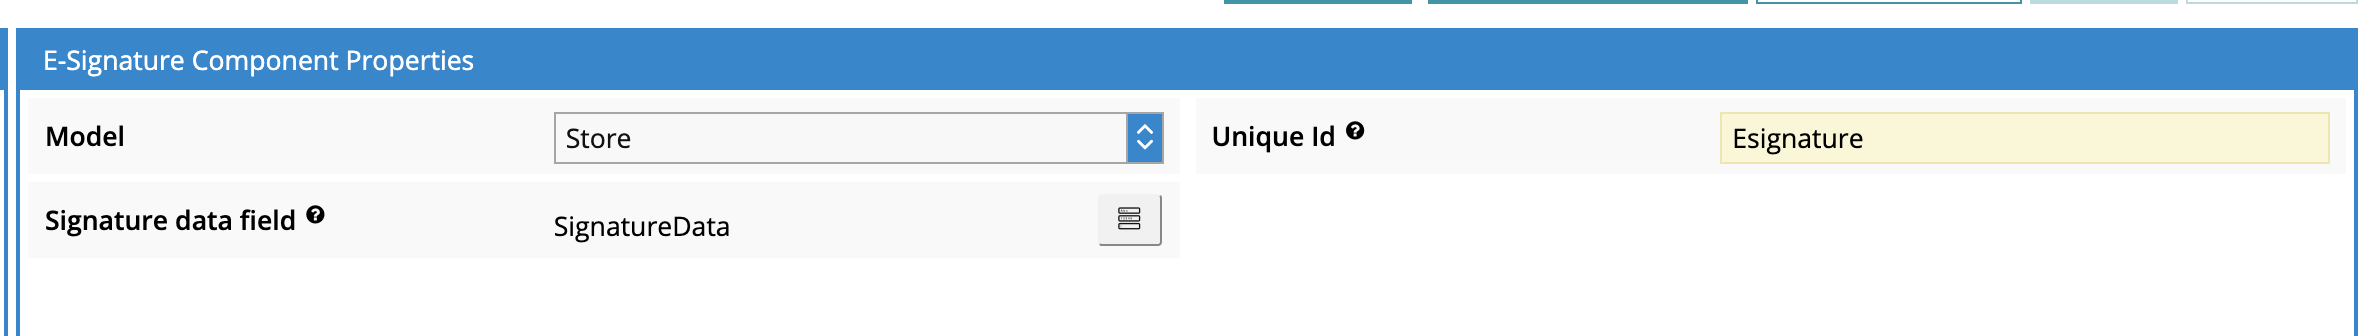 E-Signature Component Properties
Model
Store
Unique Id
Esignature
Signature data field
SignatureData